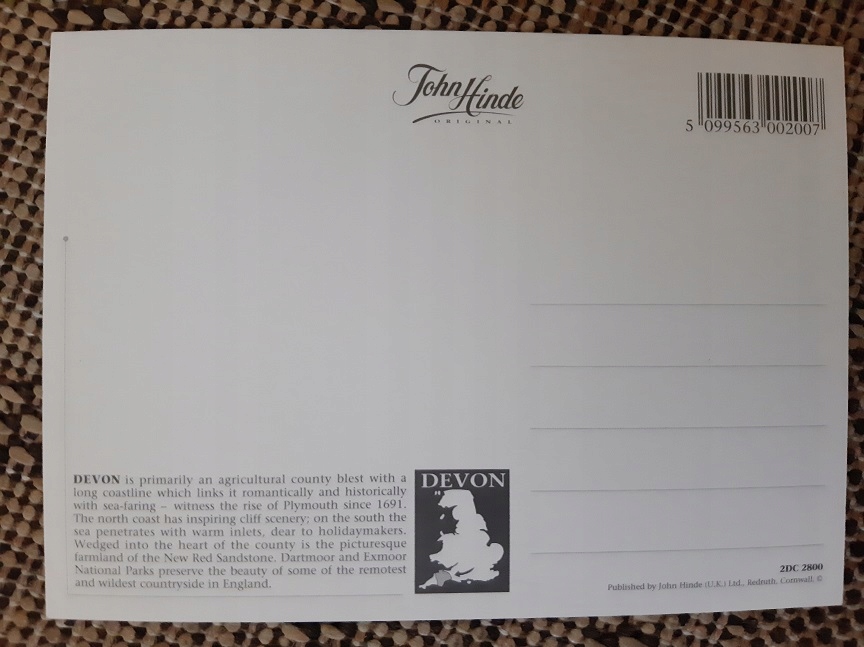 John Hinde
ORIGINAL
5 099563 002007
DEVON is primarily an agricultural county blest with a
long coastline which links it romantically and historically
with sea-faring – witness the rise of Plymouth since 1691.
The north coast has inspiring cliff scenery; on the south the
sea penetrates with warm inlets, dear to holidaymakers.
Wedged into the heart of the county is the picturesque
farmland of the New Red Sandstone. Dartmoor and Exmoor
National Parks preserve the beauty of some of the remotest
and wildest countryside in England.
DEVON
2DC 2800
Published by John Hinde (U.K.) Ltd., Redruth, Cornwall. ©